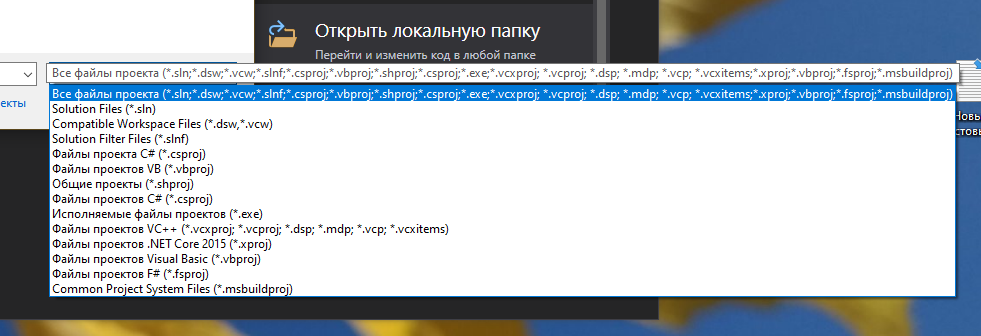 Открыть локальную папку
Перейти и изменить код в любой папке
Все файлы проекта (*.sln;*.dsw;*.vcw;*.slnf;*.csproj;*.vbproj;*.shproj;*.csproj;*.exe;*.vcxproj; *.vcproj; *.dsp; *.mdp; *.vcp; *.vcxitems;*.xproj;*.vbproj;*.fsproj;*.msbuildproj)
Все файлы проекта (*.sln;*.dsw;*.vcw;*.slnf;*.csproj;*.vbproj;*.shproj;*.csproj;*.exe;*.vcxproj; *.vcproj; *.dsp; *.mdp; *.vcp; *.vcxitems;*.xproj;*.vbproj;*.fsproj;*.msbuildproj)
екты
Solution Files (*.sln)
Compatible Workspace Files (*.dsw,*.vcw)
Solution Filter Files (*.slnf)
Файлы проекта C# (*.csproj)
Файлы проектов VB (*.vbproj)
Общие проекты (*.shproj)
Файлы проектов C# (*.csproj)
Исполняемые файлы проектов (*.exe)
Файлы проектов VC++ (*.vcxproj; *.vcproj; *.dsp; *.mdp; *.vcp; *.vcxitems)
Файлы проектов .NET Core 2015 (*.xproj)
Файлы проектов Visual Basic (*.vbproj)
Файлы проектов F# (*.fsproj)
Common Project System Files (*.msbuildproj)
Новы
стовы